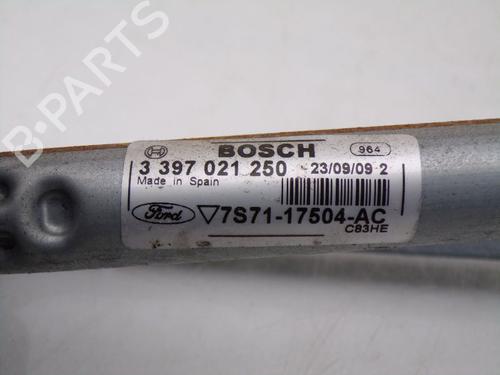 BOSCH 964
3 397 021 250 23/09/09 2
Made in Spain
Ford 7S71-17504-AC
C83HE
B-PARTS